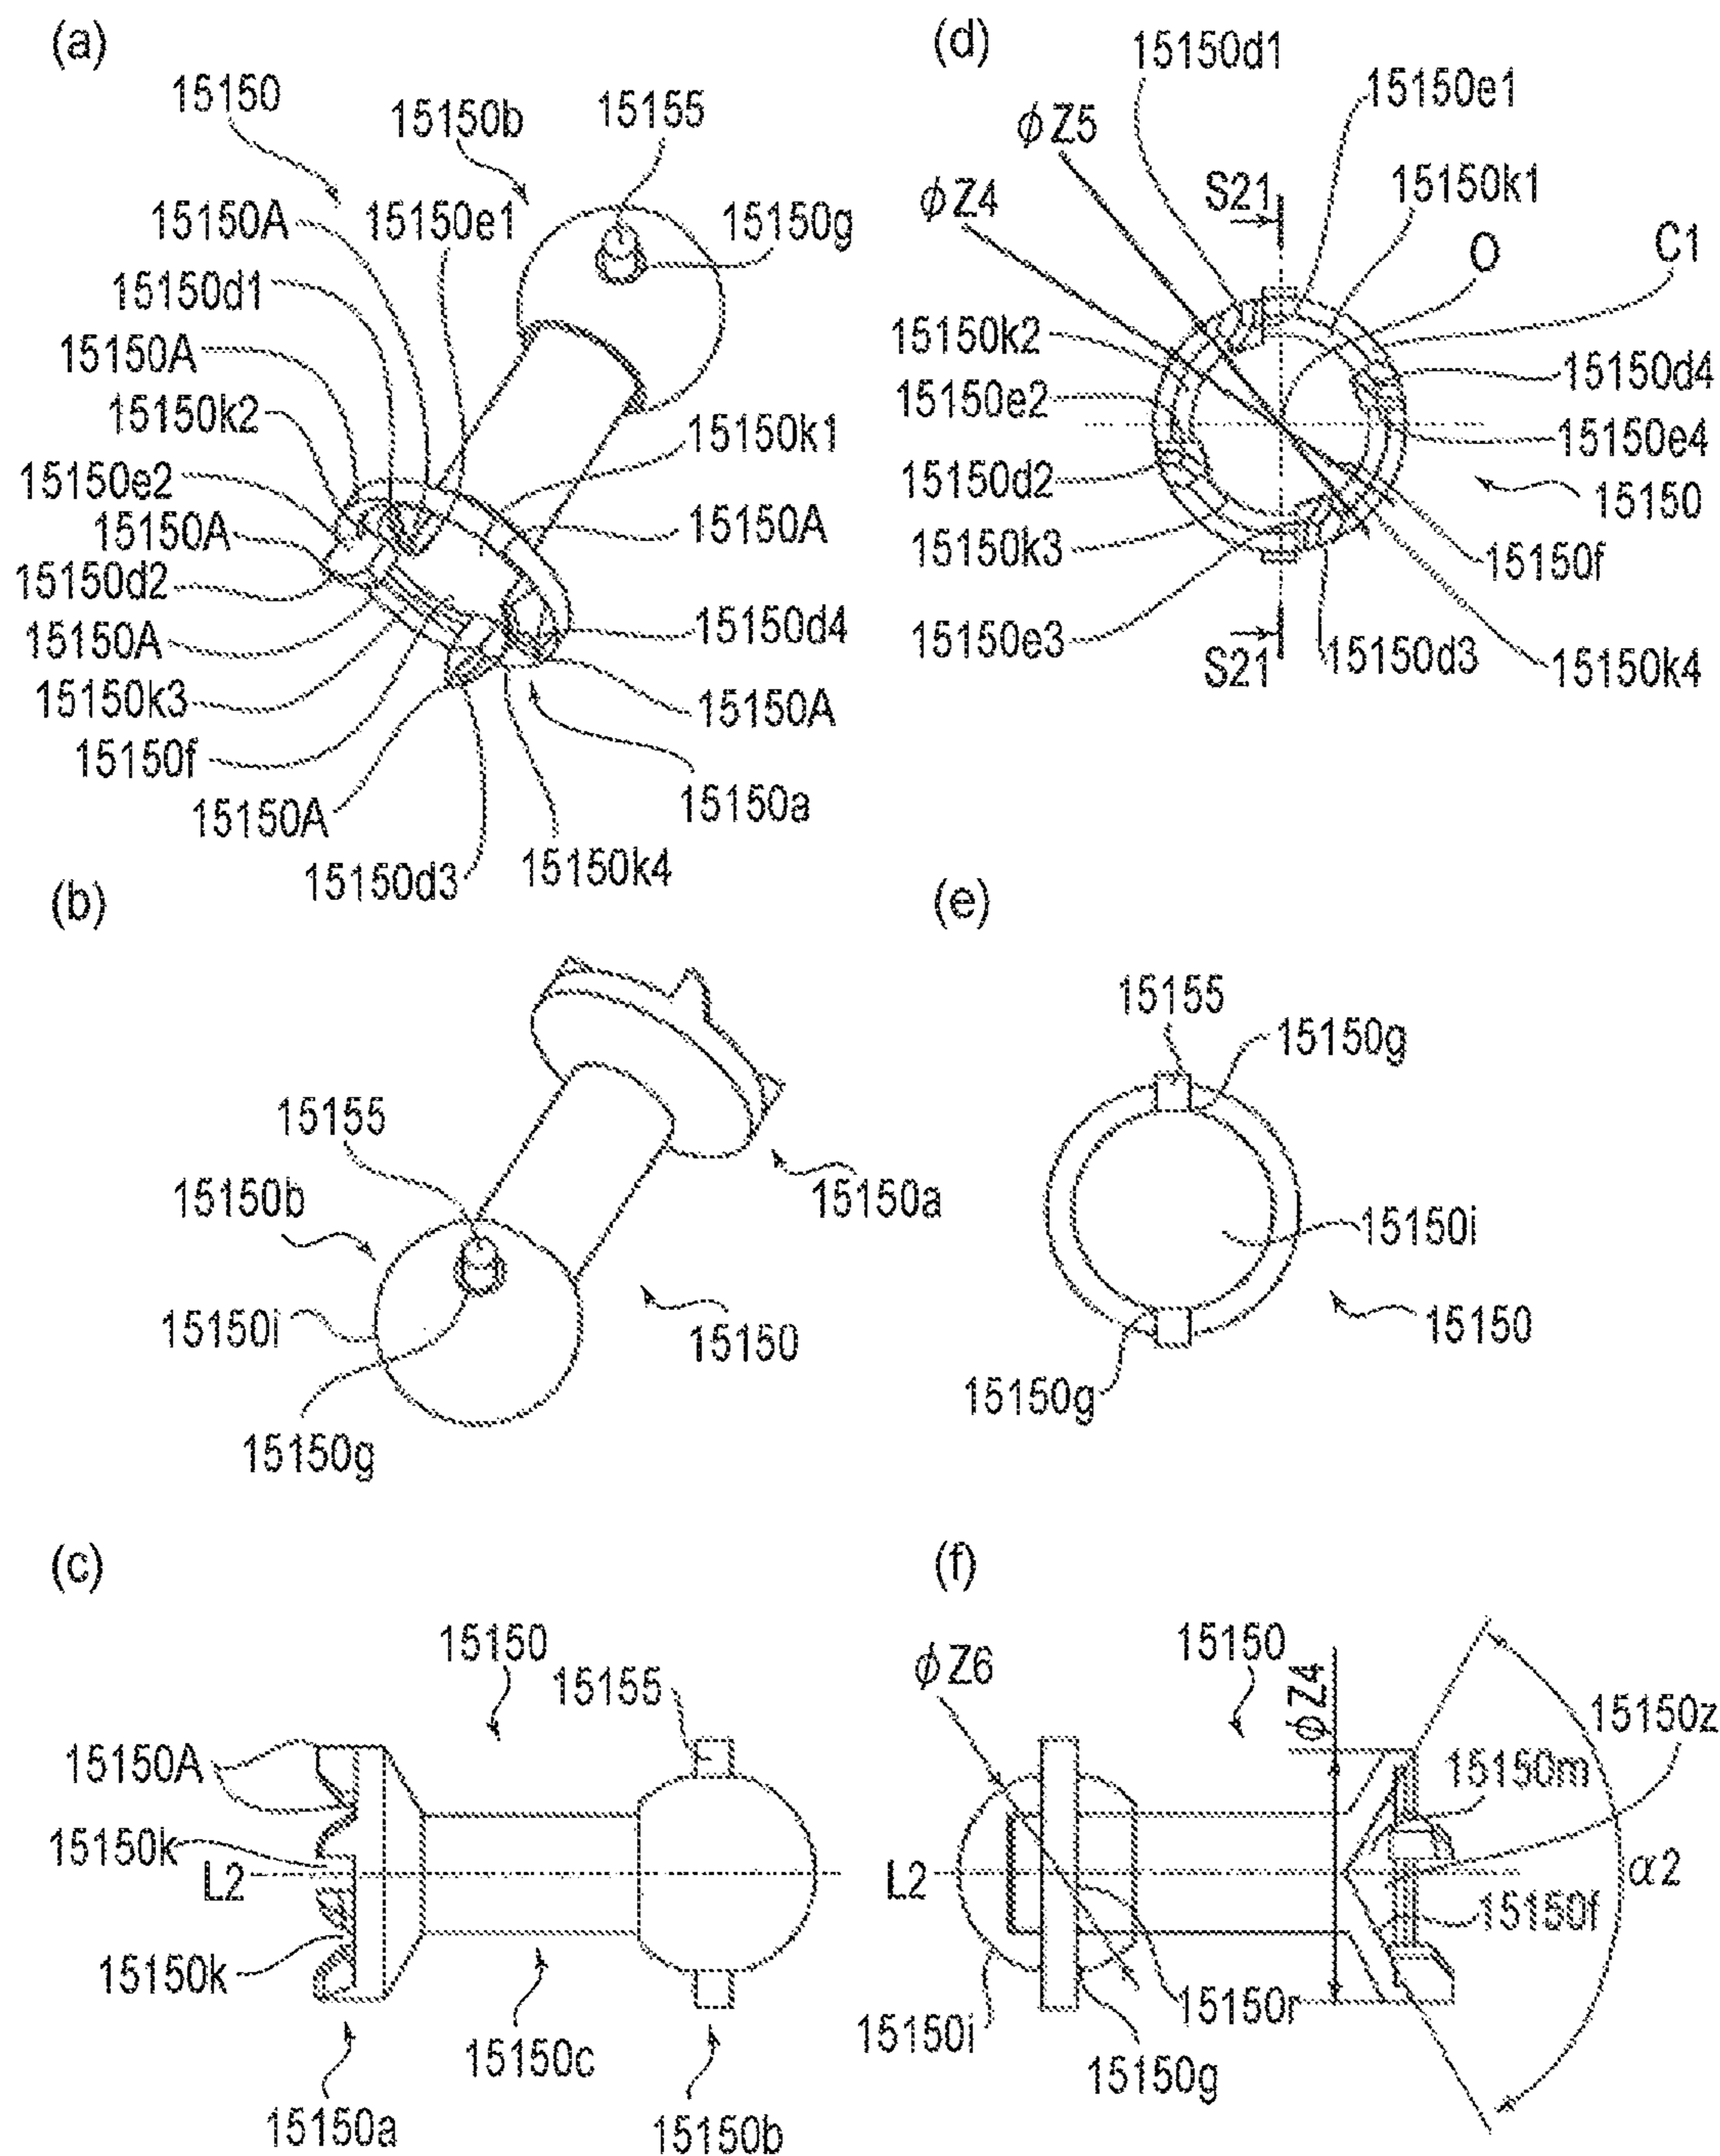 (a)
15150
15150b
15155
15150A
15150e1
15150g
15150d1
15150A
15150k2
15150k1
15150e2
15150A
15150A
15150d2
15150A
15150d4
15150k3
15150A
15150f
15150A
15150a
15150d3
15150k4
(d)
15150d1
15150e1
φZ5
φZ4
S21
15150k1
O
C1
15150k2
15150d4
15150e2
15150e4
15150d2
15150
15150k3
15150f
15150e3
S21
15150d3
15150k4
(b)
15155
15150b
15150a
15150i
15150
15150g
(e)
15155
15150g
15150i
15150
15150g
(c)
15150
15155
15150A
15150k
L2
15150k
15150c
15150a
15150b
(f)
φZ6
15150
φZ4
15150z
15150m
L2
α2
15150f
15150r
15150i
15150g